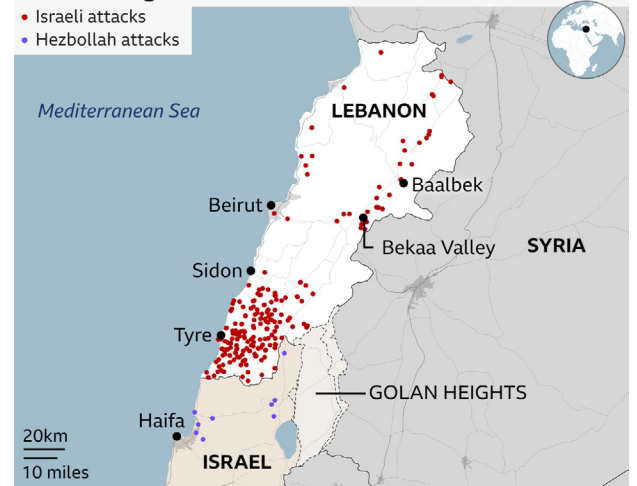 Israeli attacks
Hezbollah attacks
Mediterranean Sea
LEBANON
Baalbek
Beirut
Bekaa Valley
SYRIA
Sidon
Tyre
GOLAN HEIGHTS
Haifa
20km
10 miles
ISRAEL